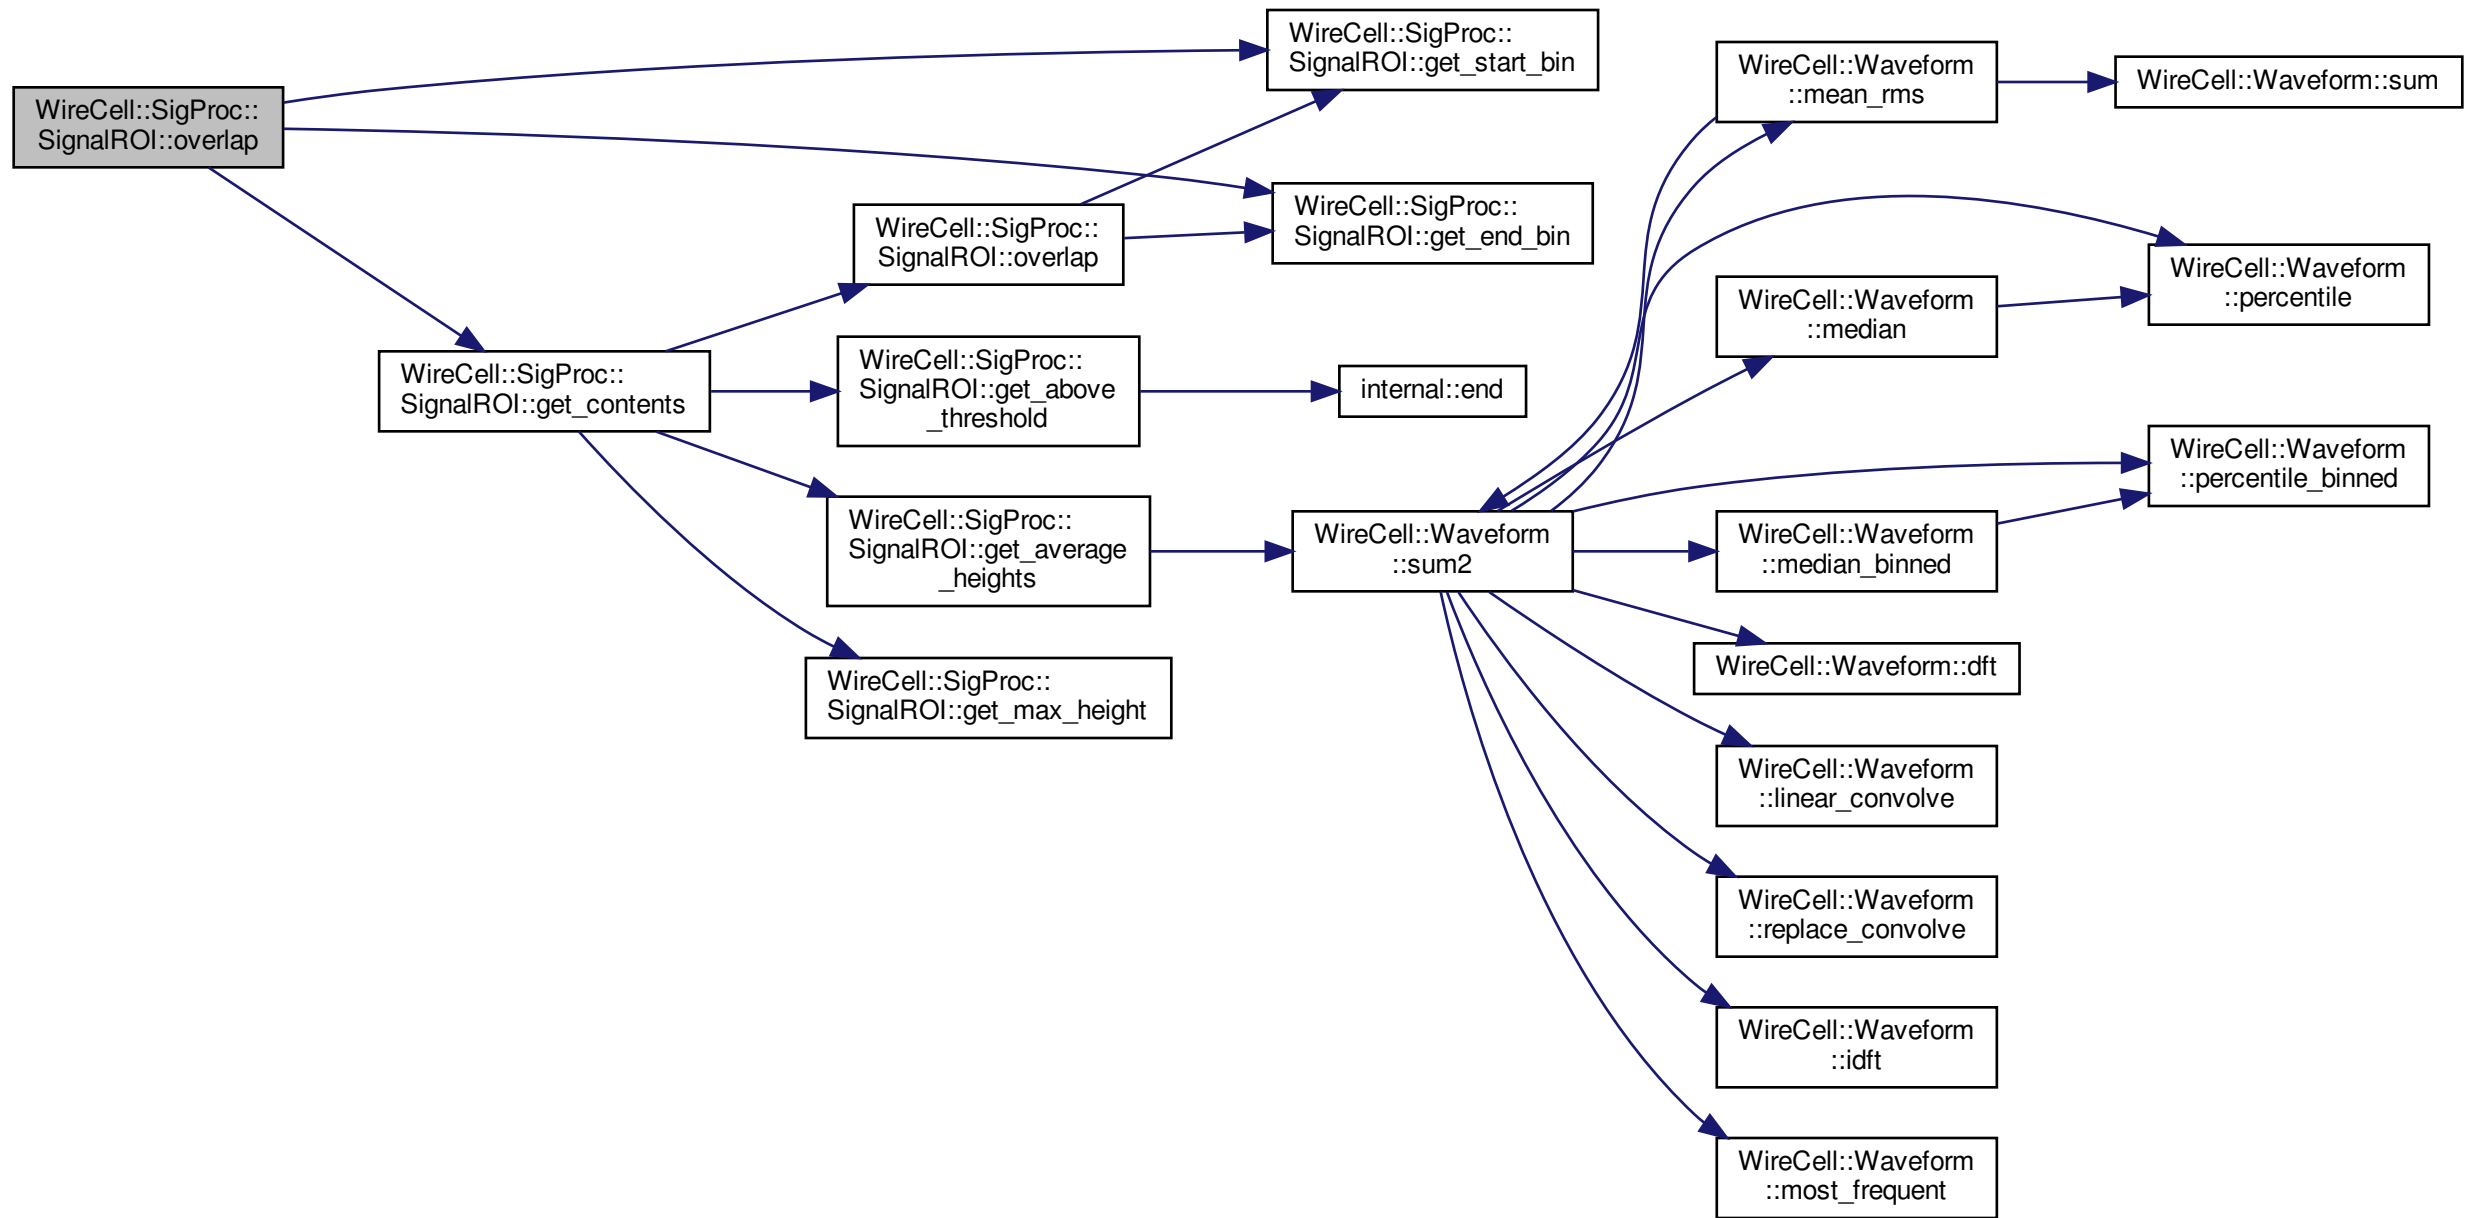 WireCell::SigProc::
SignalROI::overlap
WireCell::SigProc::
SignalROI::get_start_bin
WireCell::SigProc::
SignalROI::get_end_bin
WireCell::SigProc::
SignalROI::get_contents
WireCell::SigProc::
SignalROI::overlap
WireCell::SigProc::
SignalROI::get_above
_threshold
internal::end
WireCell::SigProc::
SignalROI::get_average
_heights
WireCell::SigProc::
SignalROI::get_max_height
WireCell::Waveform
::sum2
WireCell::Waveform
::mean_rms
WireCell::Waveform::sum
WireCell::Waveform
::median
WireCell::Waveform
::percentile
WireCell::Waveform
::percentile_binned
WireCell::Waveform
::median_binned
WireCell::Waveform::dft
WireCell::Waveform
::linear_convolve
WireCell::Waveform
::replace_convolve
WireCell::Waveform
::idft
WireCell::Waveform
::most_frequent